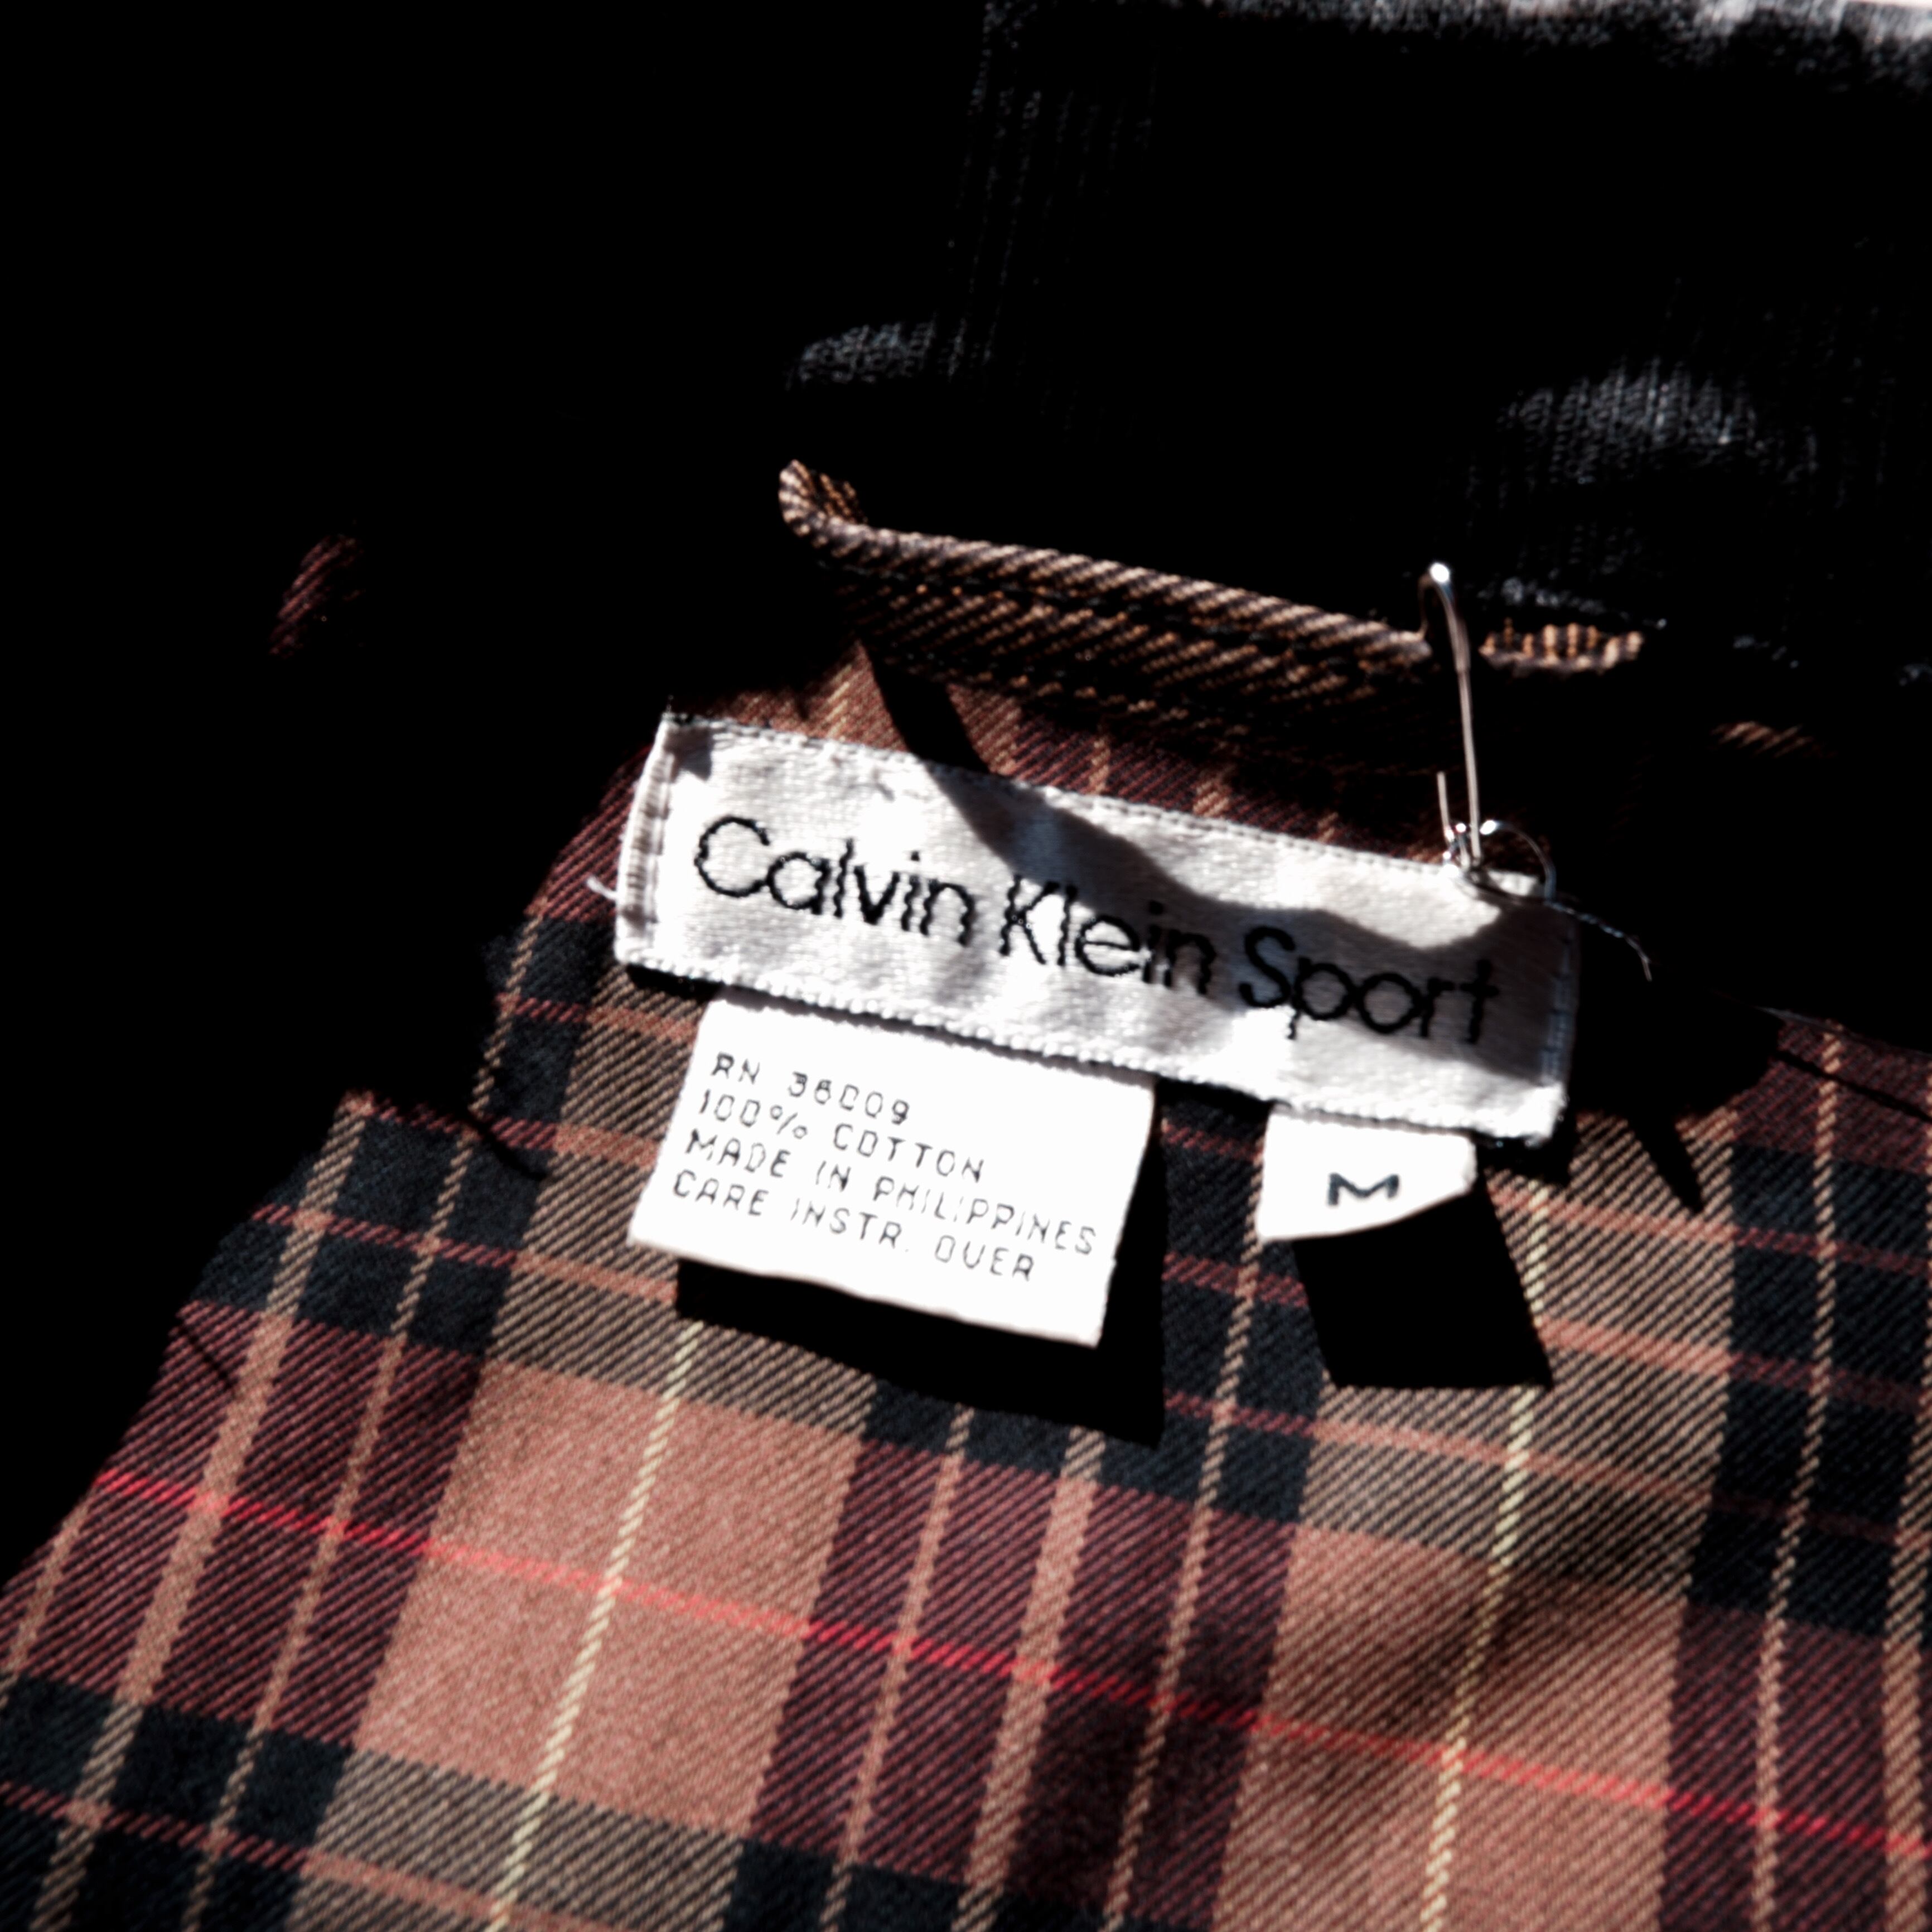 Calvin Klein Sport
RN 36009
100% COTTON
MADE IN PHILIPPINES
CARE INSTR. OVER
M